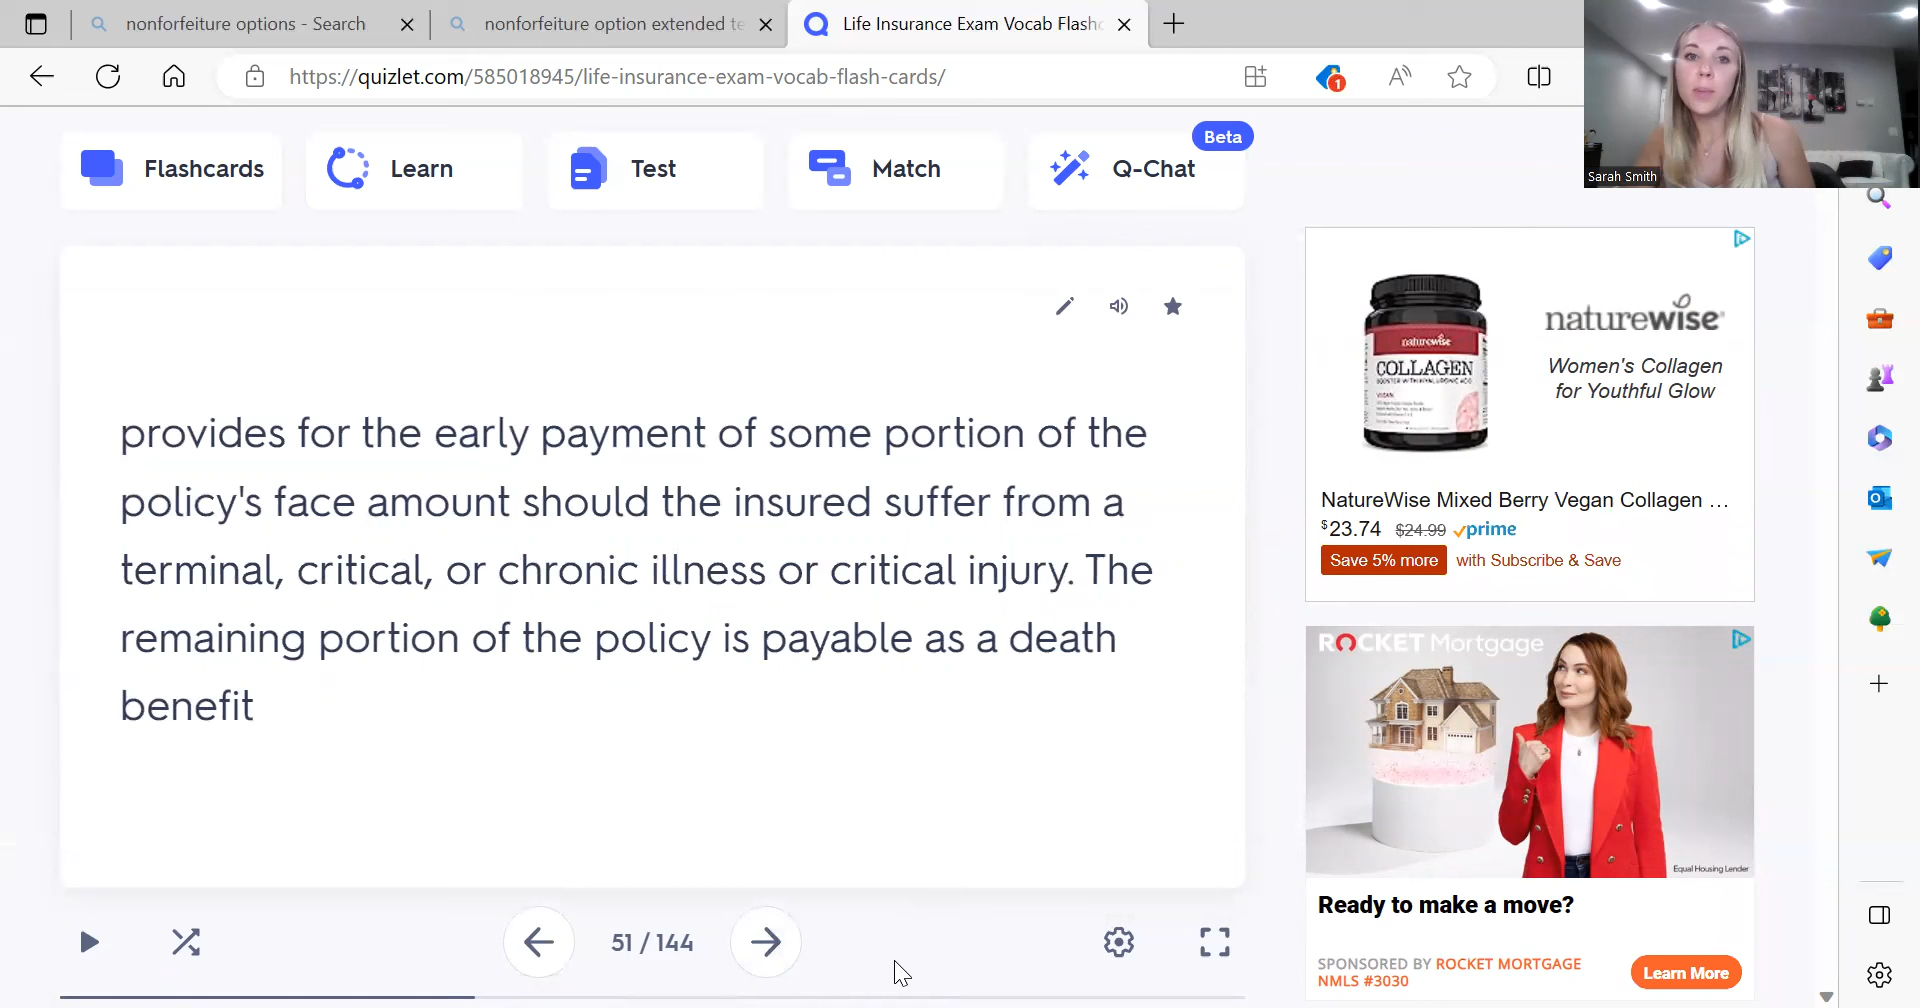 nonforfeiture options - Search
nonforfeiture option extended te
Life Insurance Exam Vocab Flashc
https://quizlet.com/585018945/life-insurance-exam-vocab-flash-cards/
1
Sarah Smith
Beta
Flashcards
Learn
Test
Match
Q-Chat
provides for the early payment of some portion of the
policy's face amount should the insured suffer from a
terminal, critical, or chronic illness or critical injury. The
remaining portion of the policy is payable as a death
benefit
51 / 144
naturewise
COLLAGEN
VEGAN
naturewise
Women's Collagen
for Youthful Glow
NatureWise Mixed Berry Vegan Collagen ...
$23.74 $24.99 prime
Save 5% more with Subscribe & Save
ROCKET Mortgage
Equal Housing Lender
Ready to make a move?
SPONSORED BY ROCKET MORTGAGE
NMLS #3030
Learn More